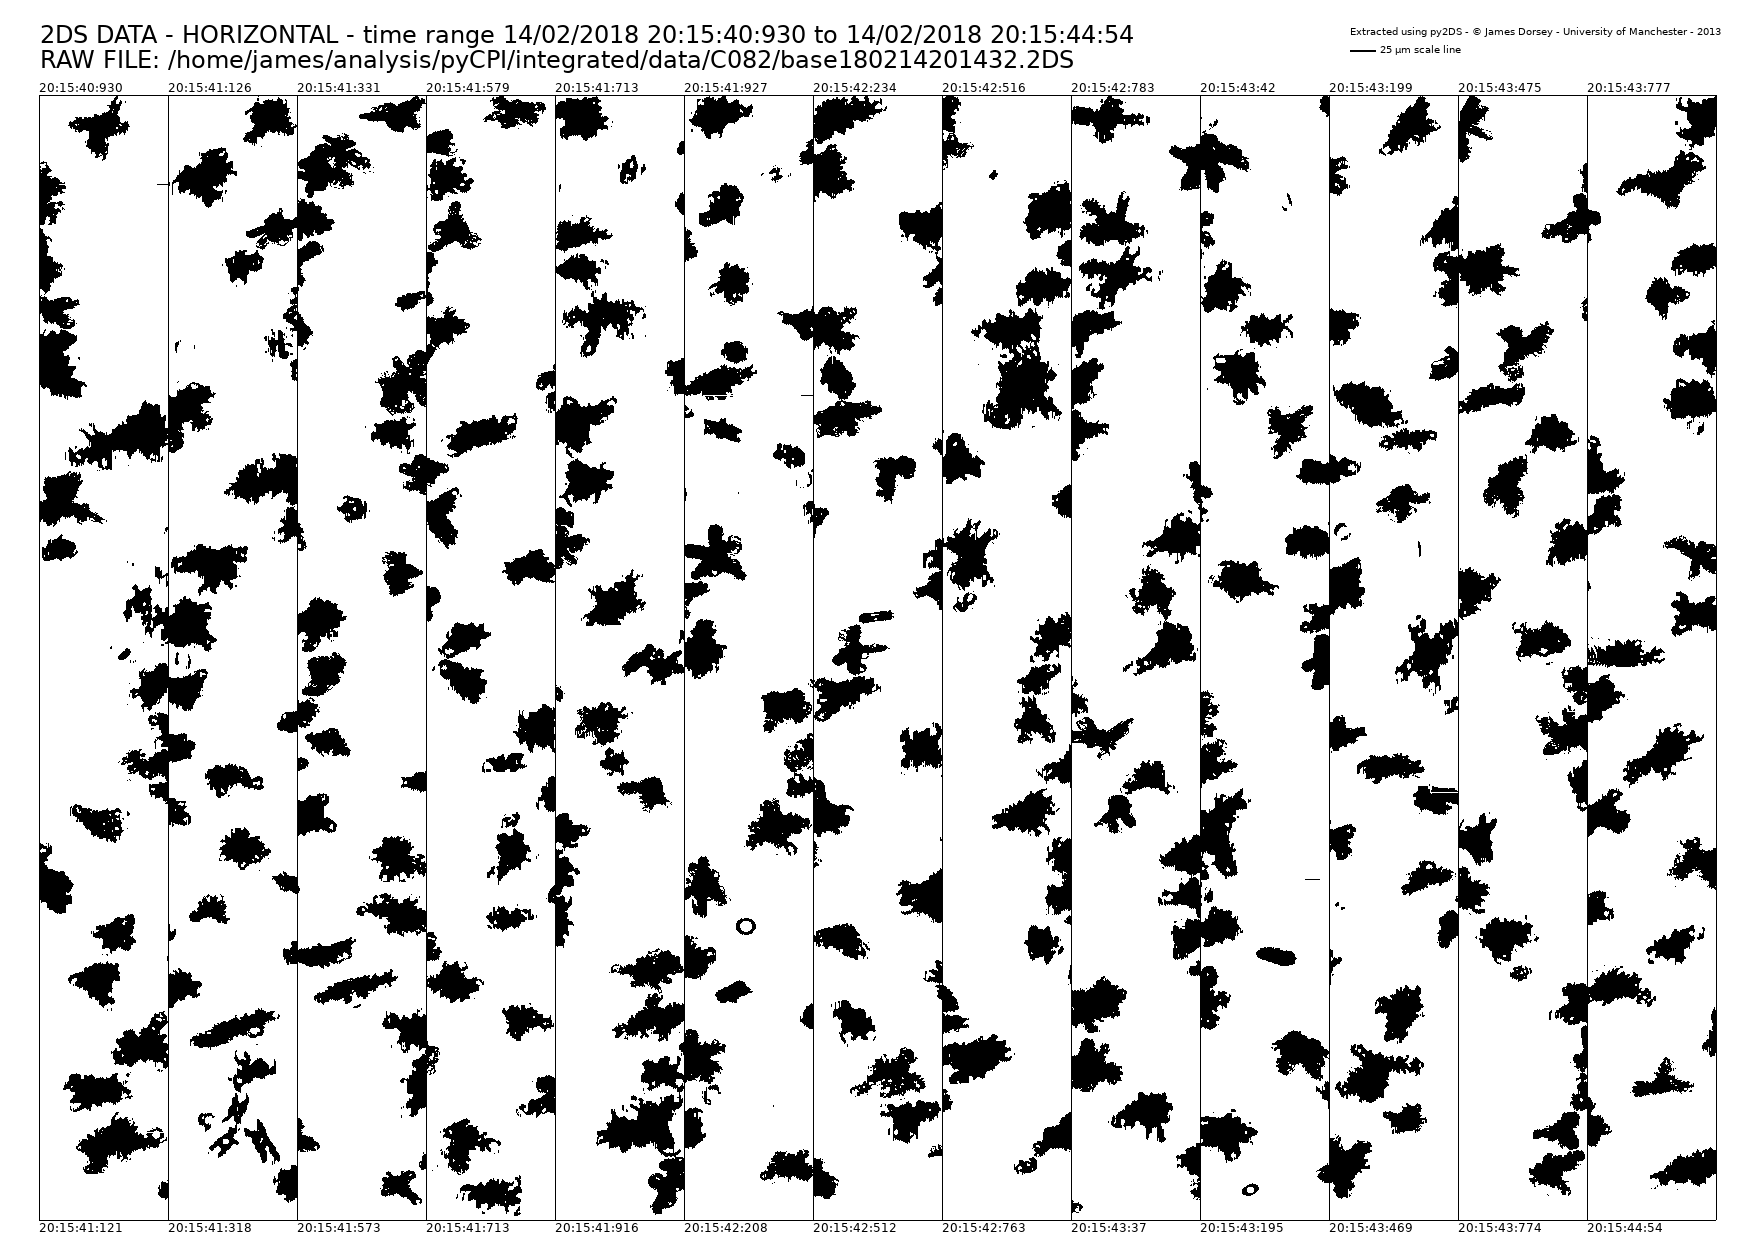 2DS DATA - HORIZONTAL - time range 14/02/2018 20:15:40:930 to 14/02/2018 20:15:44:54
RAW FILE: /home/james/analysis/pyCPI/integrated/data/C082/base180214201432.2DS
Extracted using py2DS - © James Dorsey - University of Manchester - 2013
25 μm scale line
20:15:40:930 20:15:41:126 20:15:41:331 20:15:41:579 20:15:41:713 20:15:41:927 20:15:42:234 20:15:42:516 20:15:42:783 20:15:43:42 20:15:43:199 20:15:43:475 20:15:43:777
20:15:41:121 20:15:41:318 20:15:41:573 20:15:41:713 20:15:41:916 20:15:42:208 20:15:42:512 20:15:42:763 20:15:43:37 20:15:43:195 20:15:43:469 20:15:43:774 20:15:44:54